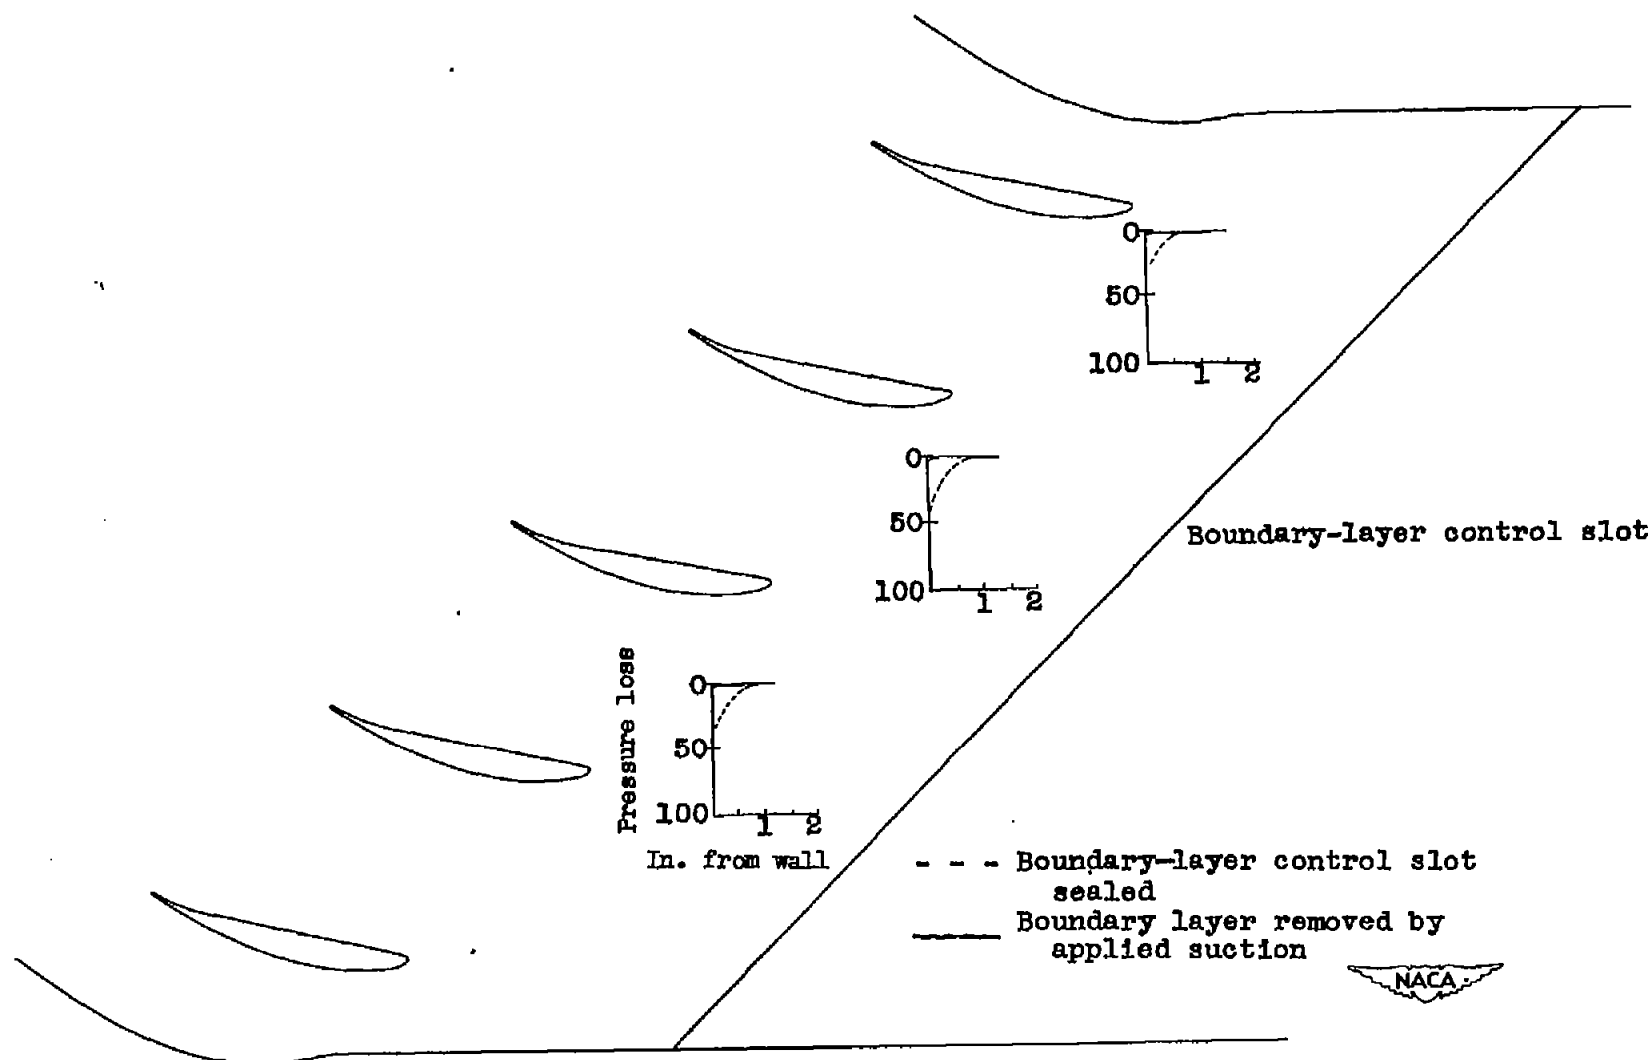 0
50
100
1 2
0
50
100
1 2
Boundary-layer control slot
Pressure loss
0
50
100
1 2
In. from wall
Boundary-layer control slot
sealed
Boundary layer removed by
applied suction
NACA